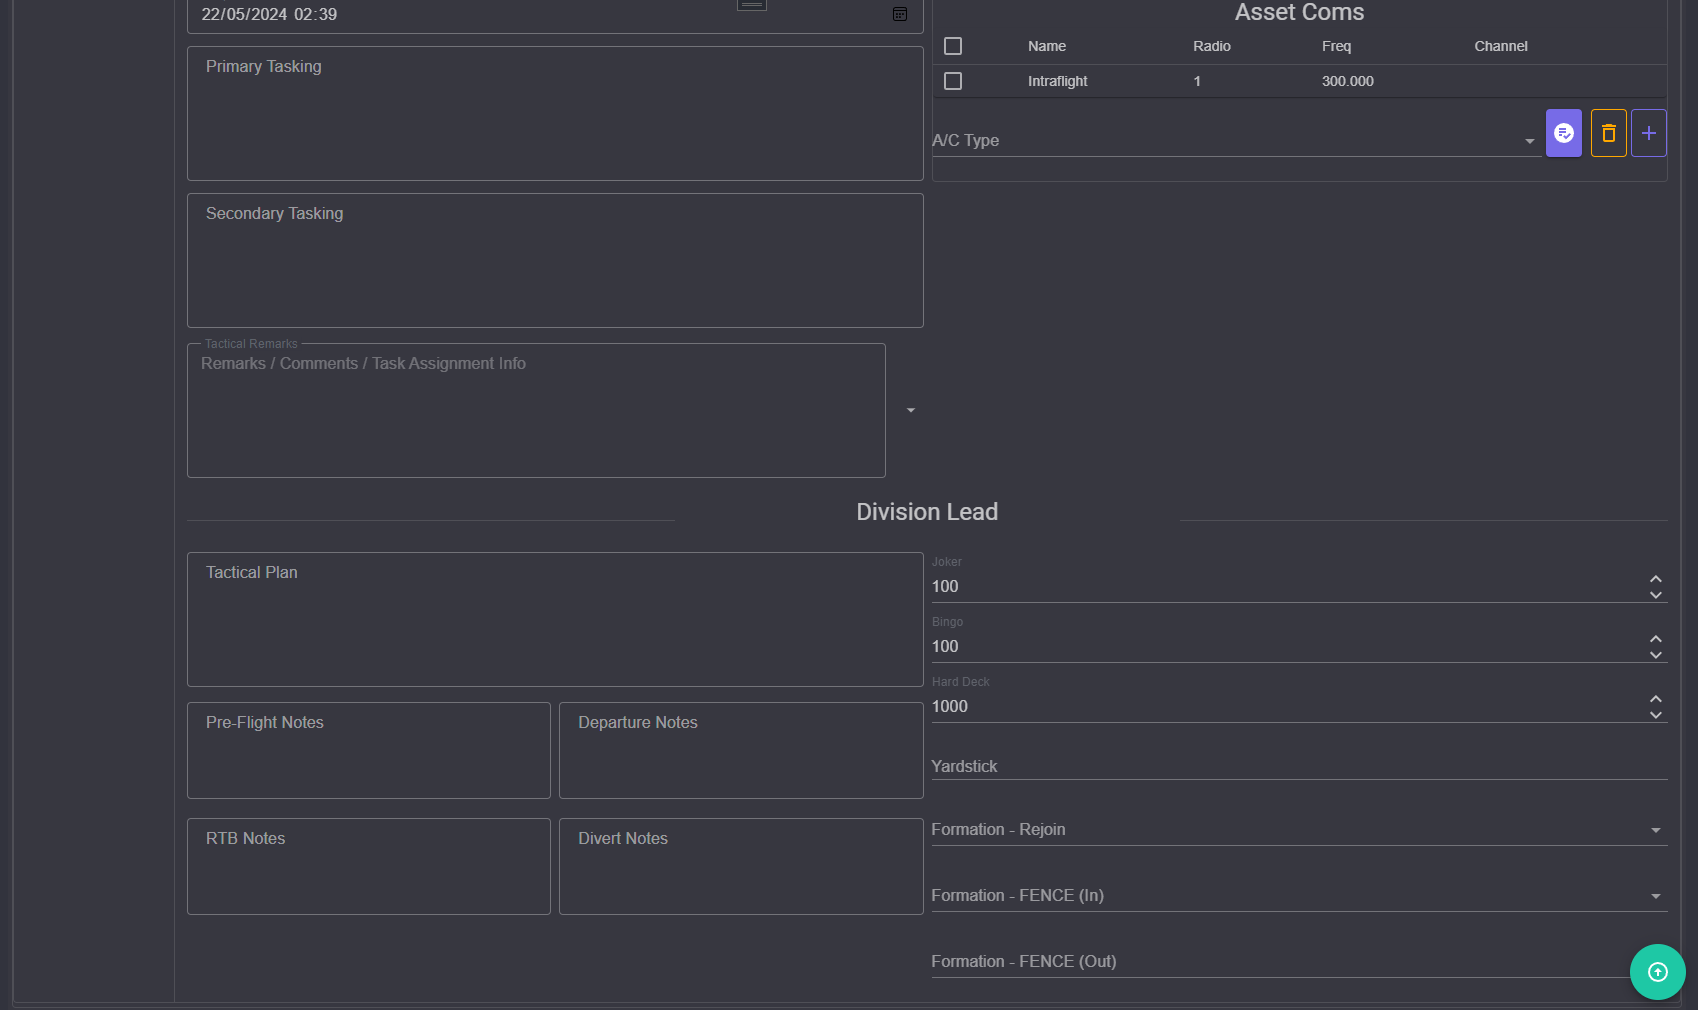 22/05/2024 02:39
Primary Tasking
Secondary Tasking
Tactical Remarks
Remarks / Comments / Task Assignment Info
Asset Coms
Name Radio Freq Channel
Intraflight 1 300.000
A/C Type
Division Lead
Tactical Plan
Pre-Flight Notes
Departure Notes
RTB Notes
Divert Notes
Joker
100
Bingo
100
Hard Deck
1000
Yardstick
Formation - Rejoin
Formation - FENCE (In)
Formation - FENCE (Out)